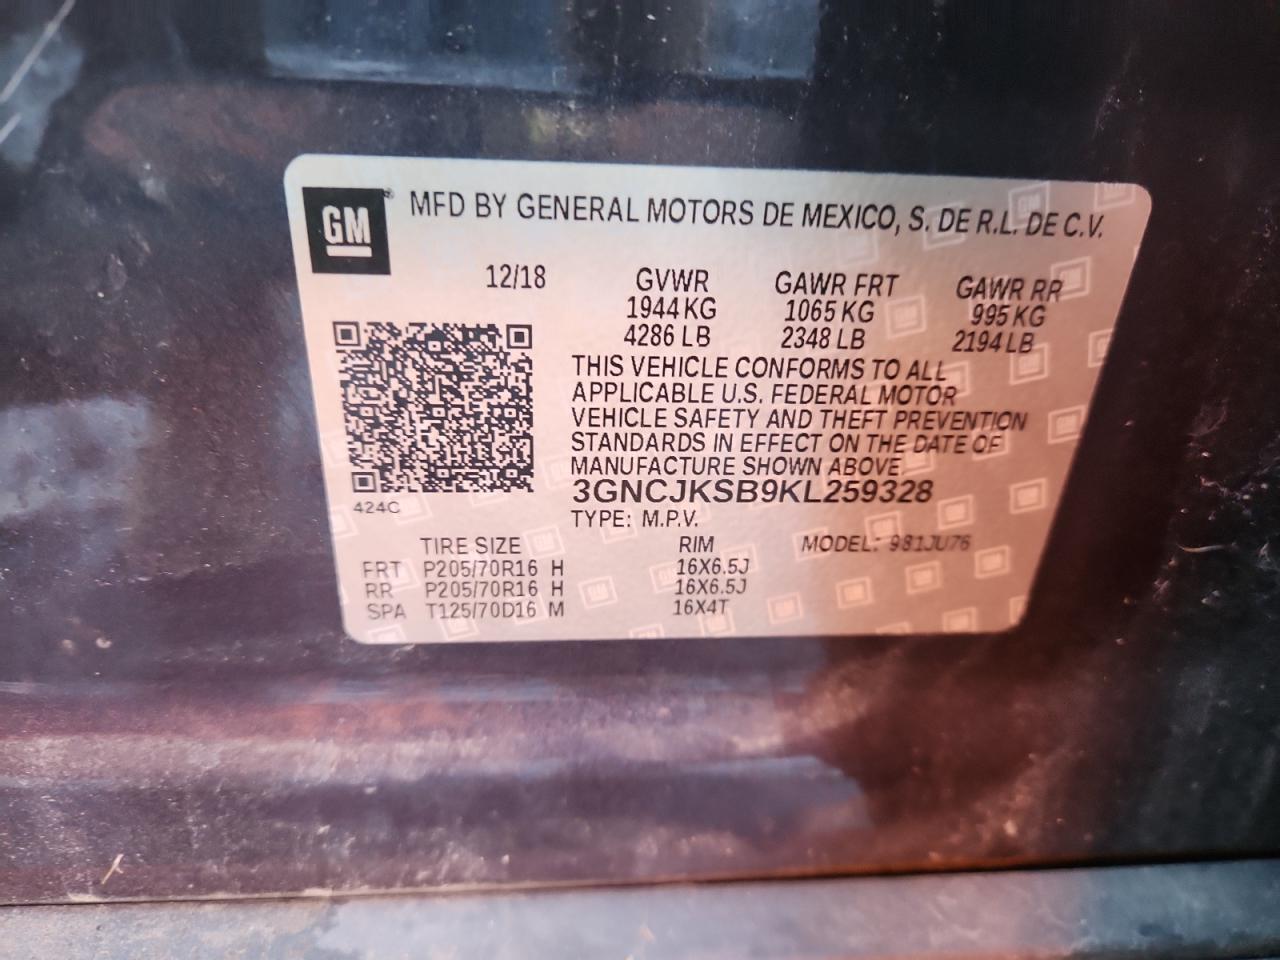 GM
MFD BY GENERAL MOTORS DE MEXICO, S. DE R.L. DE C.V.
12/18 GVWR GAWR FRT GAWR RR
1944 KG 1065 KG 995 KG
4286 LB 2348 LB 2194 LB
THIS VEHICLE CONFORMS TO ALL
APPLICABLE U.S. FEDERAL MOTOR
VEHICLE SAFETY AND THEFT PREVENTION
STANDARDS IN EFFECT ON THE DATE OF
MANUFACTURE SHOWN ABOVE
3GNCJKSB9KL259328
424C
TYPE: M.P.V.
TIRE SIZE RIM MODEL: 981JU76
FRT P205/70R16 H 16X6.5J
RR P205/70R16 H 16X6.5J
SPA T125/70D16 M 16X4T